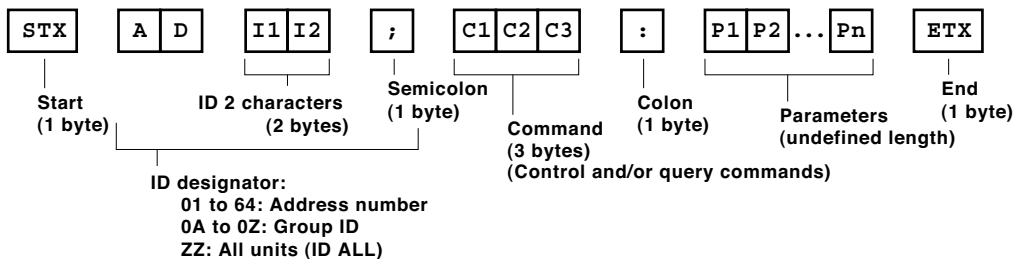 STX A D I1 I2 ; C1 C2 C3 : P1 P2 ... Pn ETX
Start
(1 byte)
ID 2 characters
(2 bytes)
Semicolon
(1 byte)
Command
(3 bytes)
(Control and/or query commands)
Colon
(1 byte)
Parameters
(undefined length)
End
(1 byte)
ID designator:
01 to 64: Address number
0A to 0Z: Group ID
ZZ: All units (ID ALL)